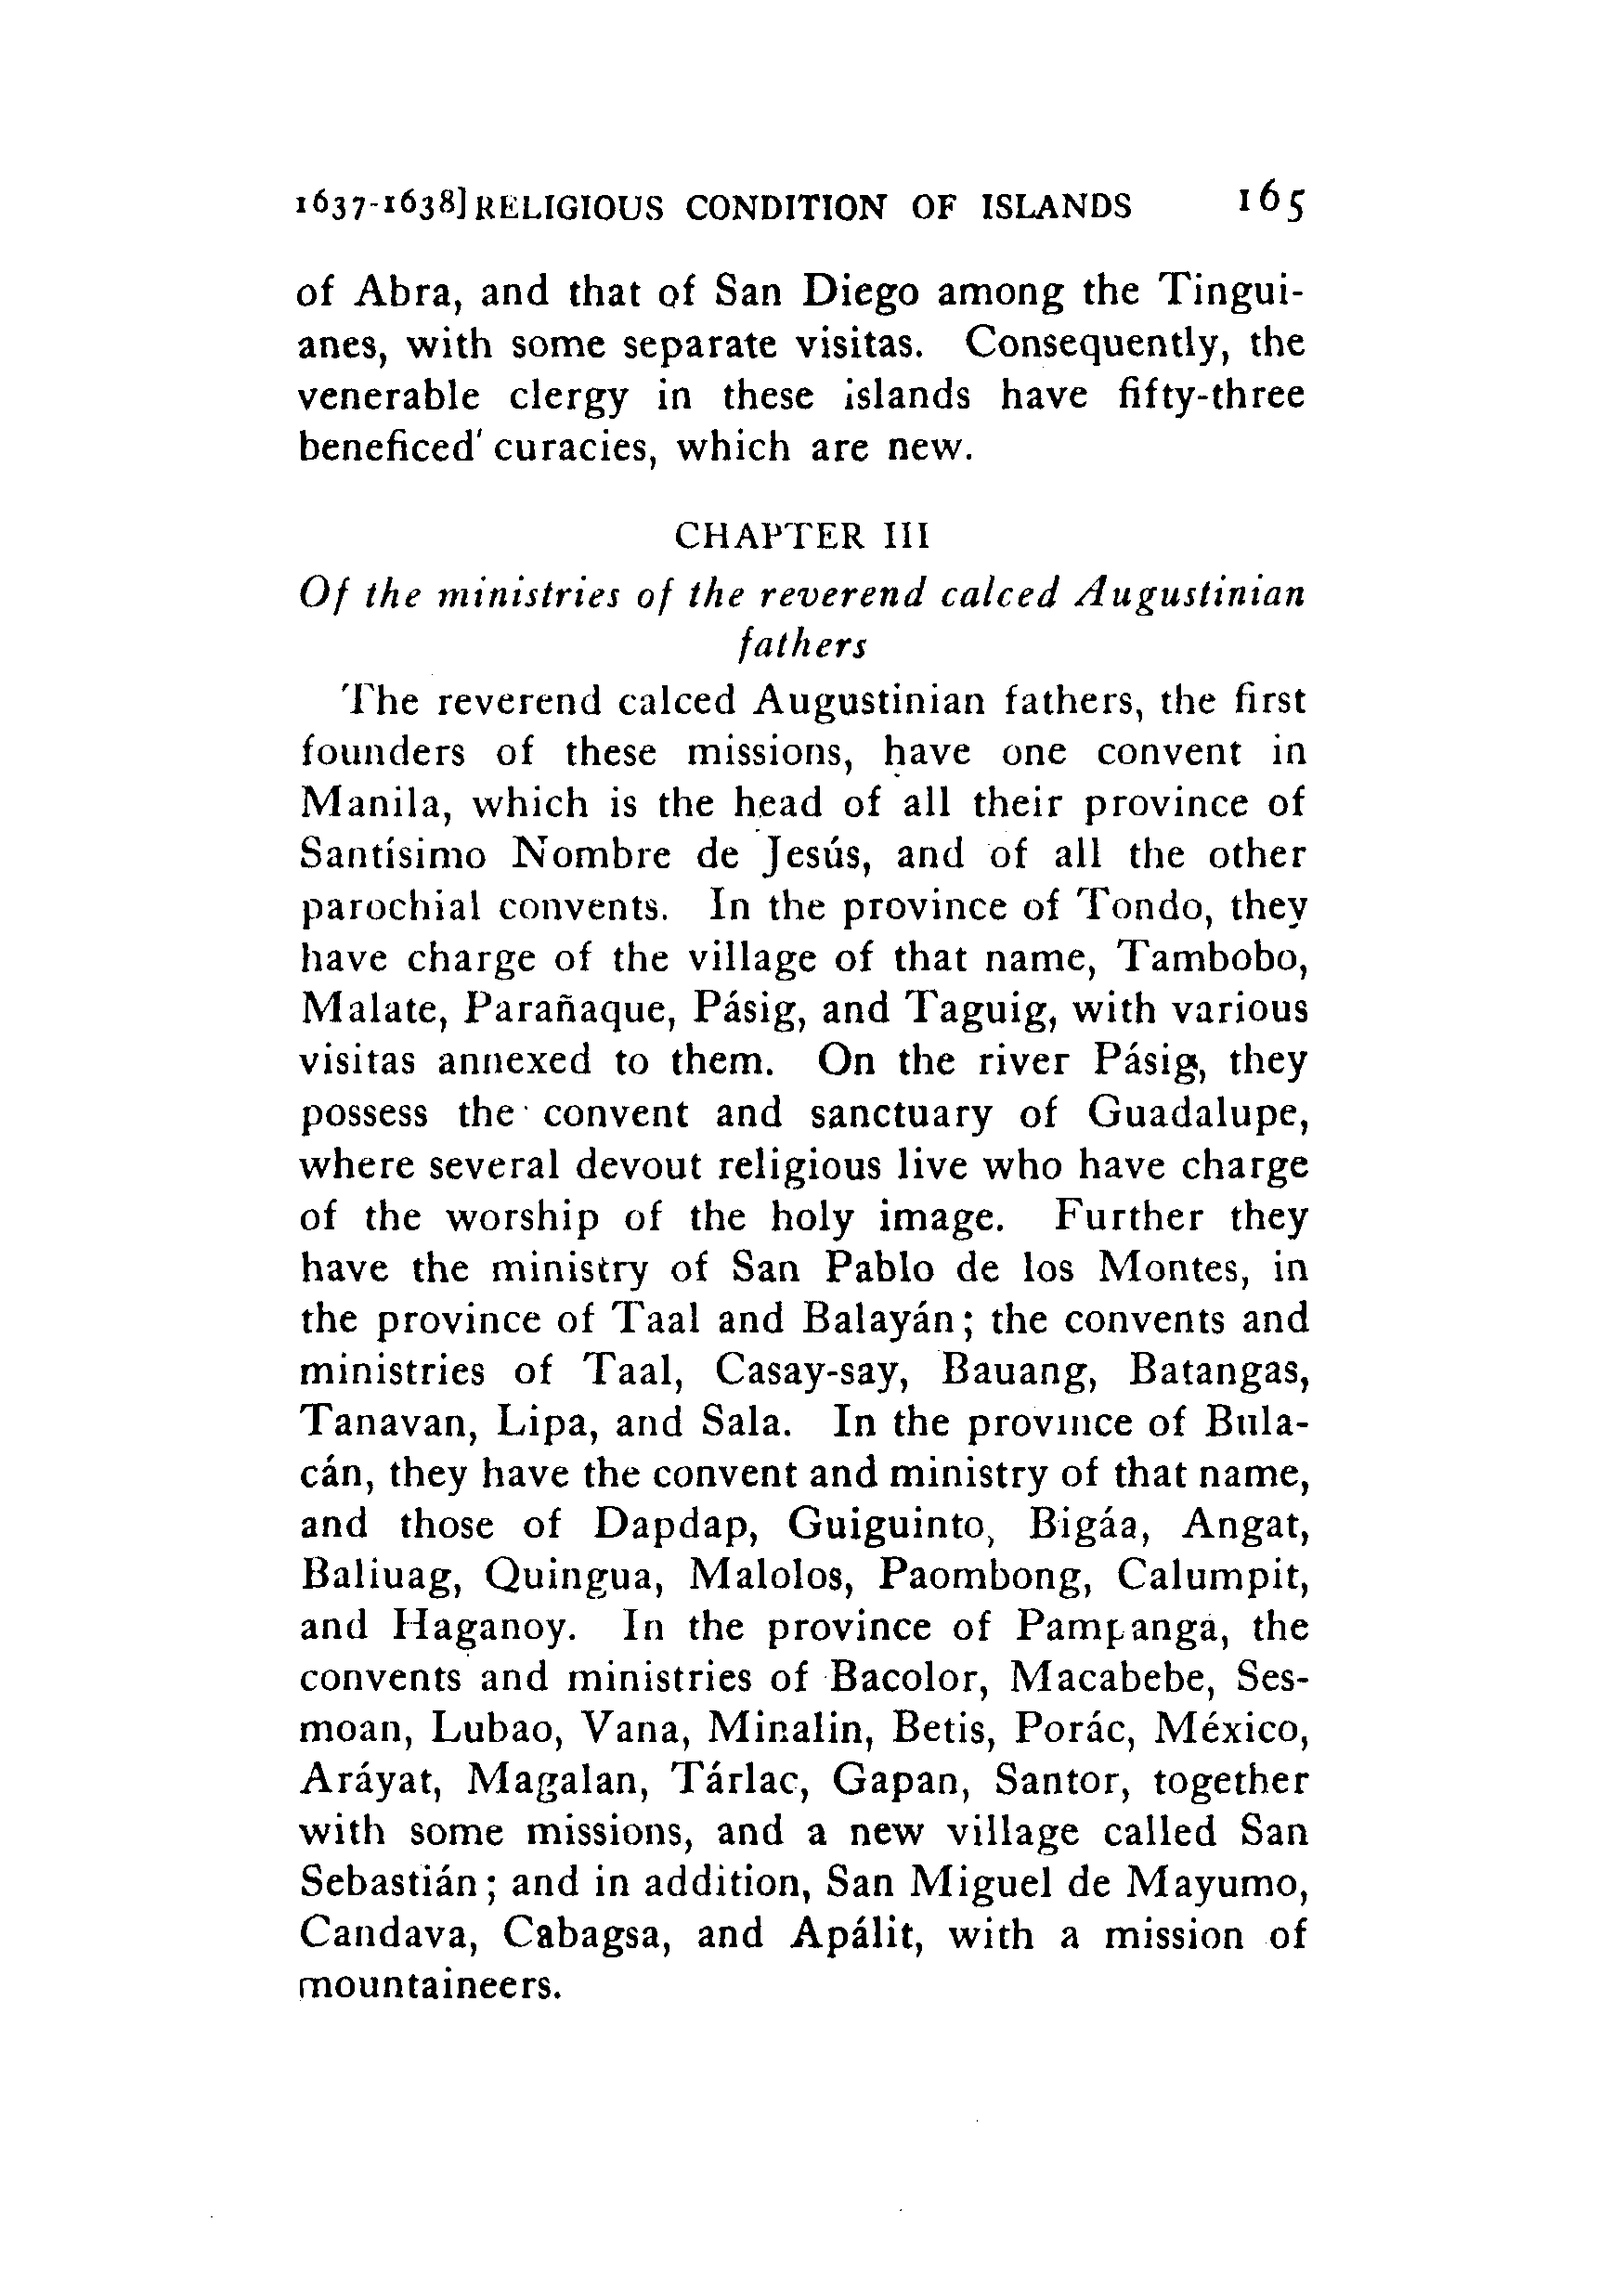 1637-1638] RELIGIOUS CONDITION OF ISLANDS 165
of Abra, and that of San Diego among the Tingui-
anes, with some separate visitas. Consequently, the
venerable clergy in these islands have fifty-three
beneficed curacies, which are new.
CHAPTER III
Of the ministries of the reverend calced Augustinian
fathers
The reverend calced Augustinian fathers, the first
founders of these missions, have one convent in
Manila, which is the head of all their province of
Santísimo Nombre de Jesús, and of all the other
parochial convents. In the province of Tondo, they
have charge of the village of that name, Tambobo,
Malate, Parañaque, Pásig, and Taguig, with various
visitas annexed to them. On the river Pásig, they
possess the convent and sanctuary of Guadalupe,
where several devout religious live who have charge
of the worship of the holy image. Further they
have the ministry of San Pablo de los Montes, in
the province of Taal and Balayán; the convents and
ministries of Taal, Casay-say, Bauang, Batangas,
Tanavan, Lipa, and Sala. In the province of Bula-
cán, they have the convent and ministry of that name,
and those of Dapdap, Guiguinto, Bigáa, Angat,
Baliuag, Quingua, Malolos, Paombong, Calumpit,
and Haganoy. In the province of Pampanga, the
convents and ministries of Bacolor, Macabebe, Ses-
moan, Lubao, Vana, Minalin, Betis, Porác, México,
Aráyat, Magalan, Tárlac, Gapan, Santor, together
with some missions, and a new village called San
Sebastián; and in addition, San Miguel de Mayumo,
Candava, Cabagsa, and Apálit, with a mission of
mountaineers.